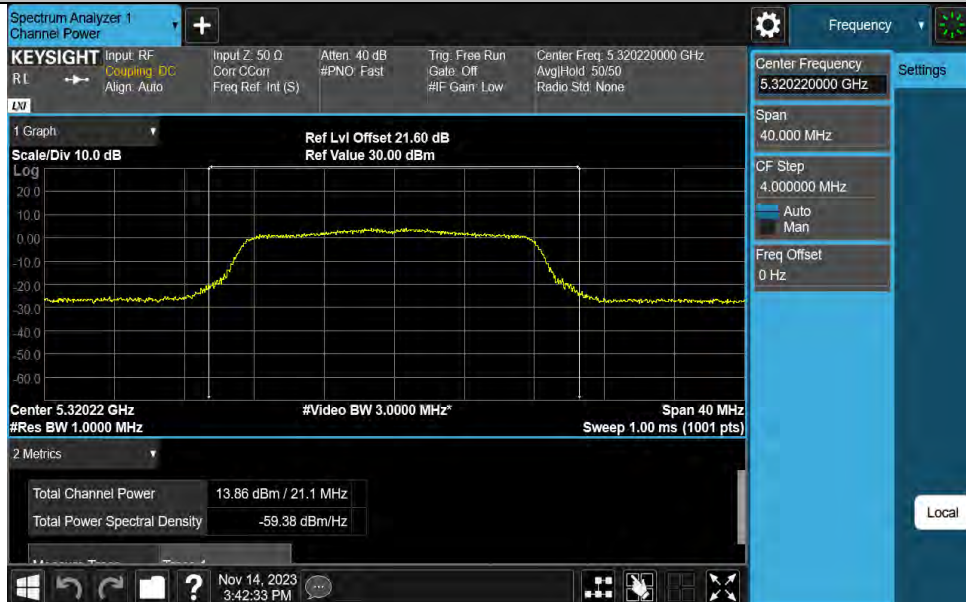 Spectrum Analyzer 1
Channel Power
+
Frequency
KEYSIGHT
Input: RF
Coupling: DC
Align: Auto
Input Z: 50 Ω
Corr CCorr
Freq Ref: Int (S)
Atten: 40 dB
#PNO: Fast
Trig: Free Run
Gate: Off
#IF Gain: Low
Center Freq: 5.320220000 GHz
Avg|Hold: 50/50
Radio Std: None
LXI
1 Graph
Scale/Div 10.0 dB
Ref Lvl Offset 21.60 dB
Ref Value 30.00 dBm
Log
20.0
10.0
0.00
-10.0
-20.0
-30.0
-40.0
-50.0
-60.0
Center 5.32022 GHz
#Video BW 3.0000 MHz*
Span 40 MHz
#Res BW 1.0000 MHz
Sweep 1.00 ms (1001 pts)
2 Metrics
Total Channel Power 13.86 dBm / 21.1 MHz
Total Power Spectral Density -59.38 dBm/Hz
?
Nov 14, 2023
3:42:33 PM
Center Frequency
5.320220000 GHz
Span
40.000 MHz
CF Step
4.000000 MHz
Auto
Man
Freq Offset
0 Hz
Settings
Local